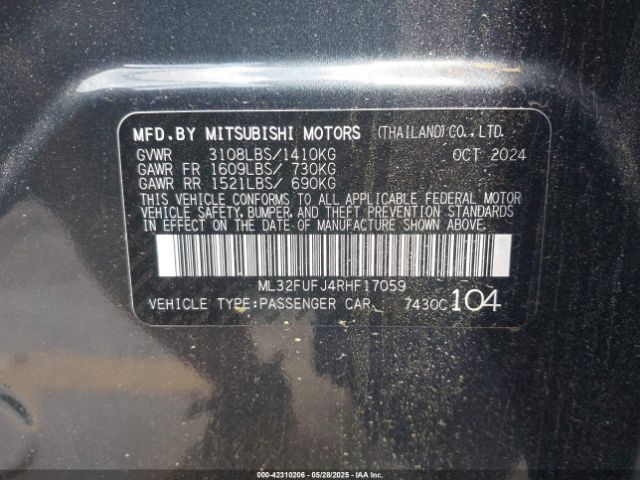 MFD.BY MITSUBISHI MOTORS (THAILAND)CO.,LTD.
GVWR 3108LBS/1410KG OCT 2024
GAWR FR 1609LBS/ 730KG
GAWR RR 1521LBS/ 690KG
THIS VEHICLE CONFORMS TO ALL APPLICABLE FEDERAL MOTOR
VEHICLE SAFETY, BUMPER, AND THEFT PREVENTION STANDARDS
IN EFFECT ON THE DATE OF MANUFACTURE SHOWN ABOVE.
ML32FUFJ4RHF17059
VEHICLE TYPE:PASSENGER CAR 7430C 104
000-42310206 - 05/28/2025 - IAAI.COM